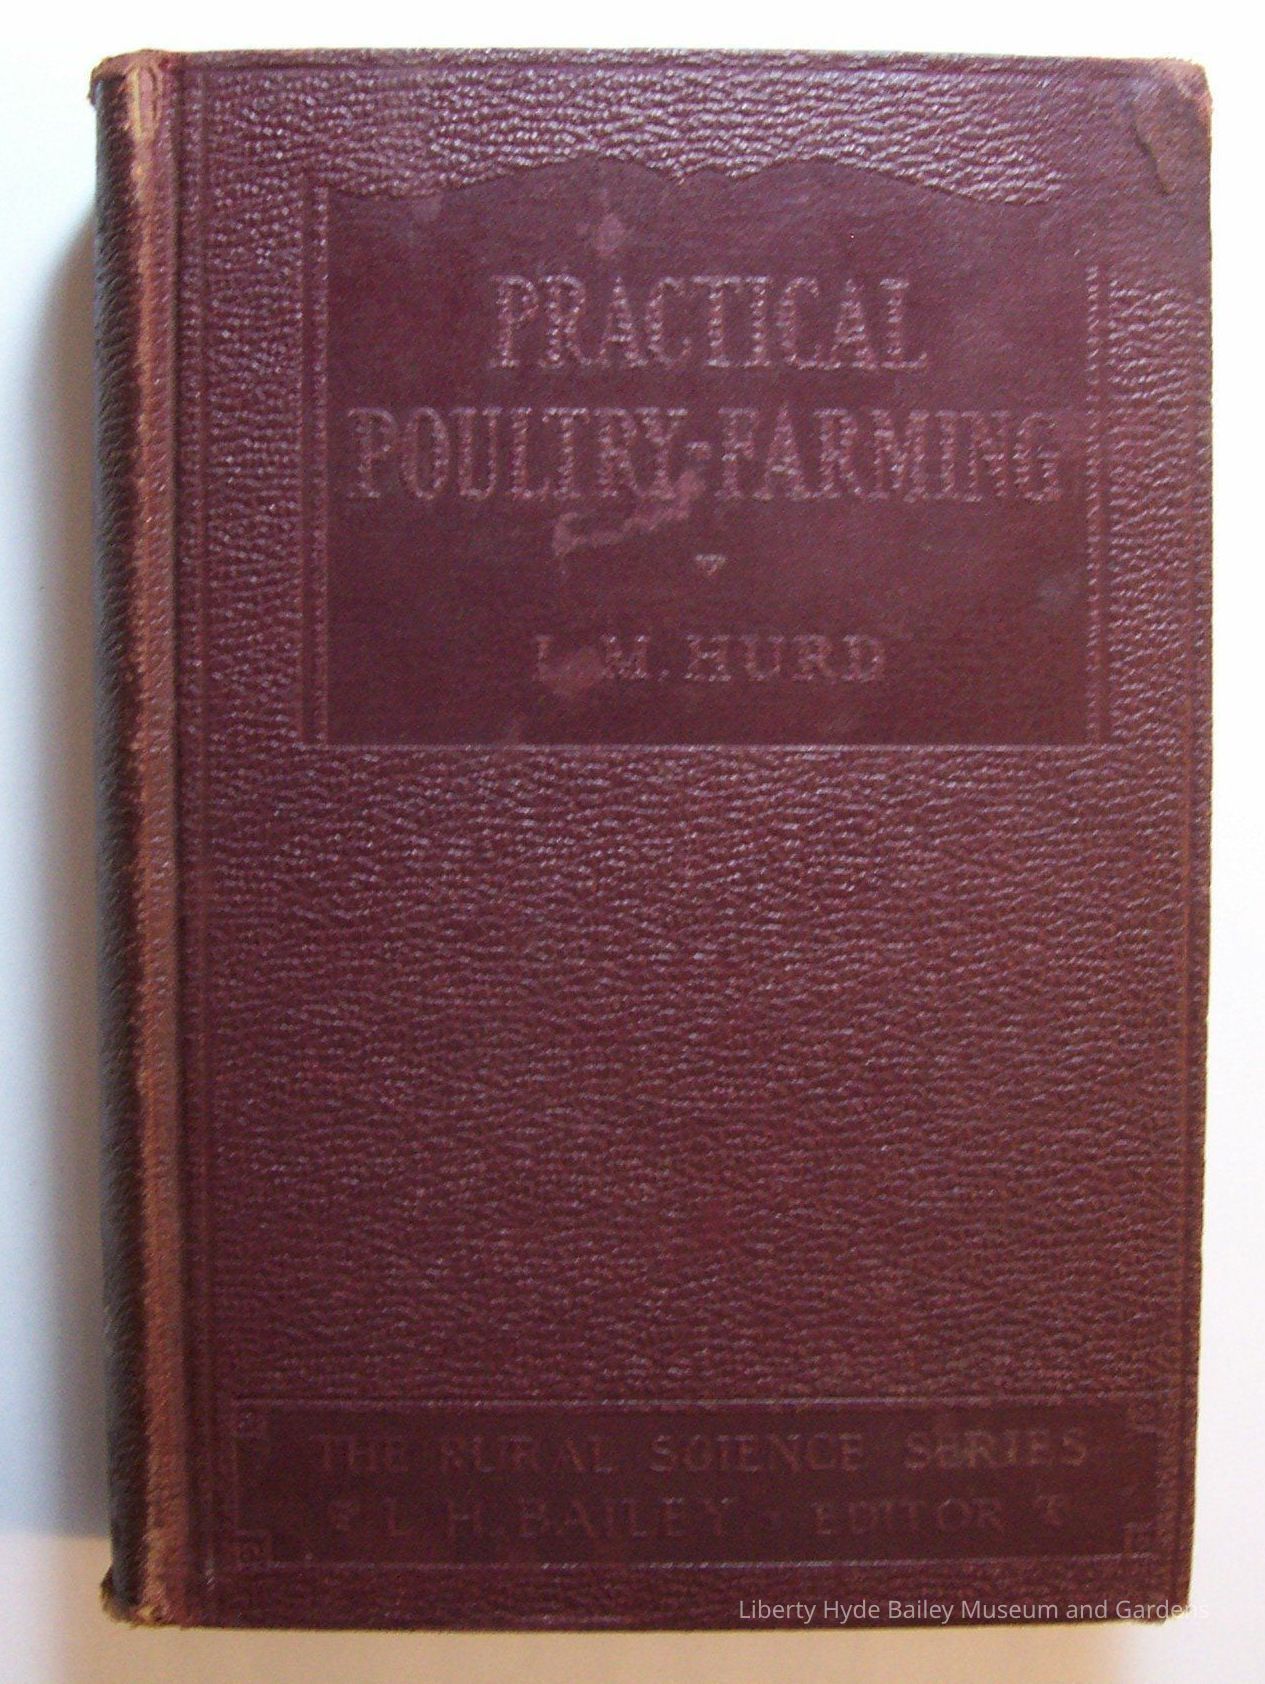 PRACTICAL
POULTRY-FARMING
L. M. HURD
THE RURAL SCIENCE SERIES
L. H. BAILEY EDITOR
Liberty Hyde Bailey Museum and Gardens